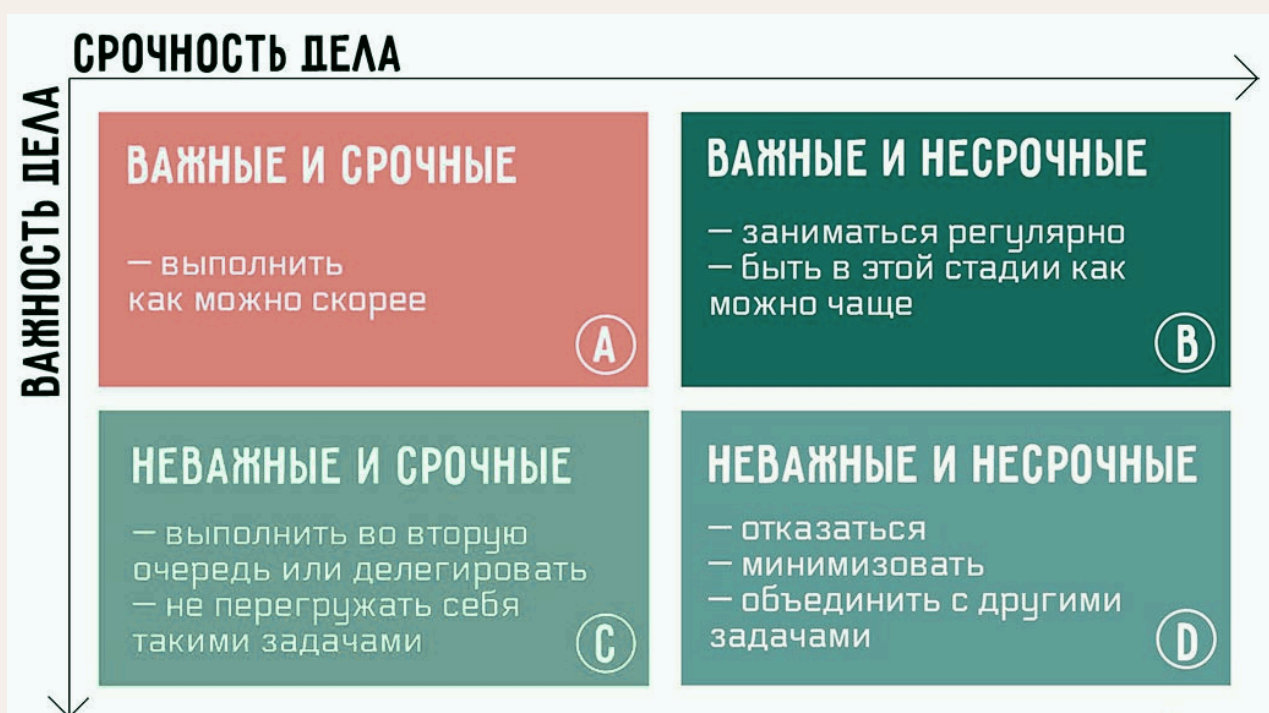 СРОЧНОСТЬ ДЕЛА
ВАЖНОСТЬ ДЕЛА
ВАЖНЫЕ И СРОЧНЫЕ
— выполнить
как можно скорее
A
ВАЖНЫЕ И НЕСРОЧНЫЕ
— заниматься регулярно
— быть в этой стадии как
можно чаще
B
НЕВАЖНЫЕ И СРОЧНЫЕ
— выполнить во вторую
очередь или делегировать
— не перегружать себя
такими задачами
C
НЕВАЖНЫЕ И НЕСРОЧНЫЕ
— отказаться
— минимизовать
— объединить с другими
задачами
D